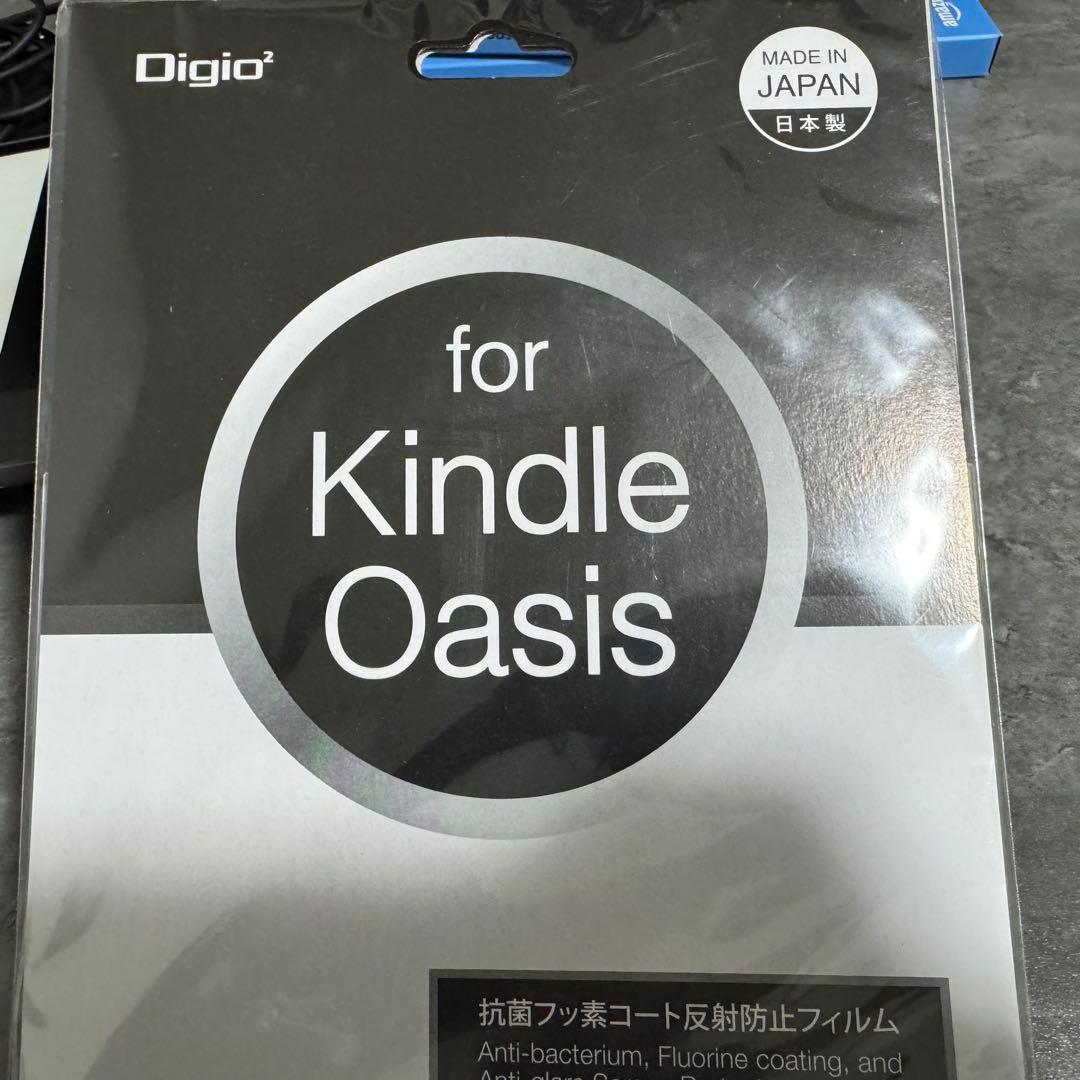 Digio²
MADE IN
JAPAN
日本製
amazon
for
Kindle
Oasis
抗菌フッ素コート反射防止フィルム
Anti-bacterium, Fluorine coating, and